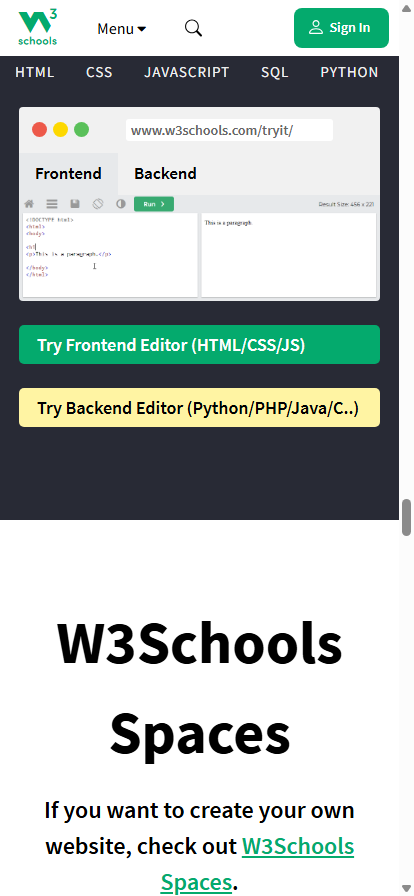 3
schools
Menu
Sign In
HTML CSS JAVASCRIPT SQL PYTHON
www.w3schools.com/tryit/
Frontend Backend
Run Result Size: 456 x 221
<!DOCTYPE html>
<html>
<body>
<h1
<p>This is a paragraph.</p>
</body>
</html>
This is a paragraph.
Try Frontend Editor (HTML/CSS/JS)
Try Backend Editor (Python/PHP/Java/C..)
W3Schools
Spaces
If you want to create your own
website, check out W3Schools
Spaces.